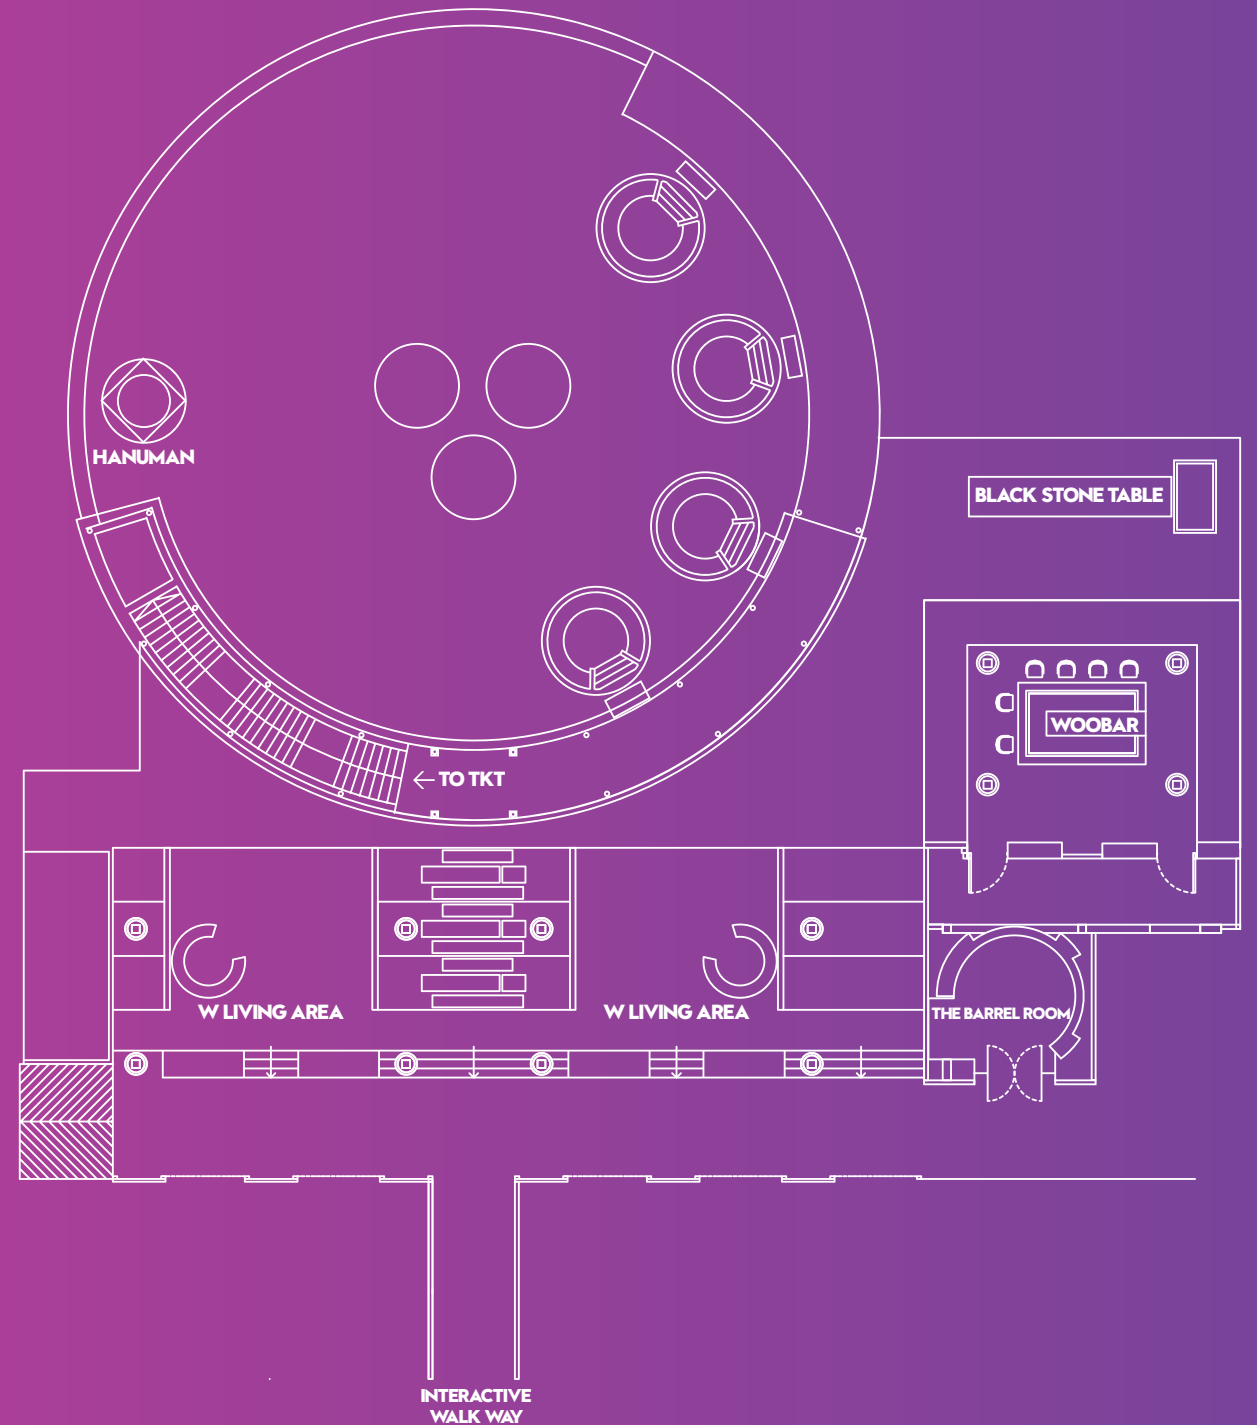 HANUMAN
BLACK STONE TABLE
WOOBAR
TO TKT
W LIVING AREA
W LIVING AREA
THE BARREL ROOM
INTERACTIVE
WALK WAY